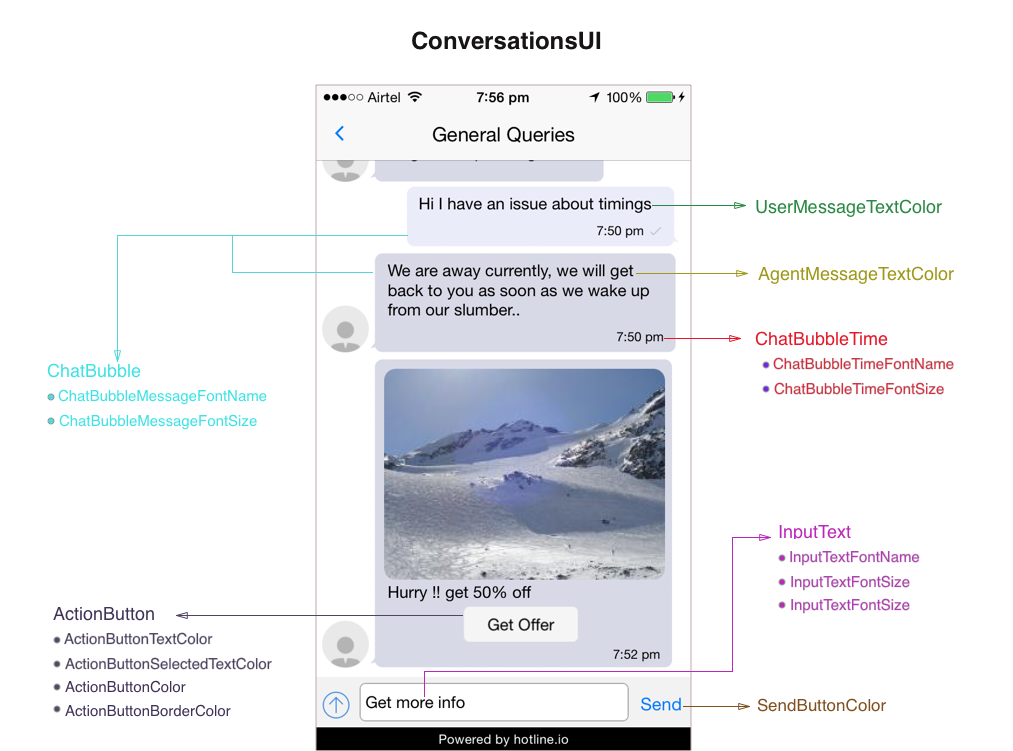 ConversationsUI
Airtel 7:56 pm 100%
General Queries
Hi I have an issue about timings
7:50 pm
UserMessageTextColor
We are away currently, we will get
back to you as soon as we wake up
from our slumber..
7:50 pm
AgentMessageTextColor
ChatBubbleTime
ChatBubbleTimeFontName
ChatBubbleTimeFontSize
ChatBubble
ChatBubbleMessageFontName
ChatBubbleMessageFontSize
InputText
InputTextFontName
InputTextFontSize
InputTextFontSize
Hurry !! get 50% off
Get Offer
7:52 pm
ActionButton
ActionButtonTextColor
ActionButtonSelectedTextColor
ActionButtonColor
ActionButtonBorderColor
Get more info
Send
SendButtonColor
Powered by hotline.io